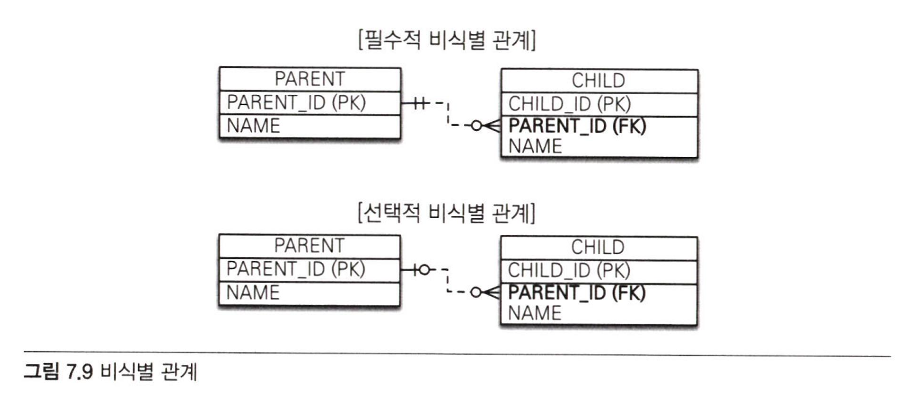 [필수적 비식별 관계]
PARENT
PARENT_ID (PK)
NAME
CHILD
CHILD_ID (PK)
PARENT_ID (FK)
NAME
[선택적 비식별 관계]
PARENT
PARENT_ID (PK)
NAME
CHILD
CHILD_ID (PK)
PARENT_ID (FK)
NAME
그림 7.9 비식별 관계